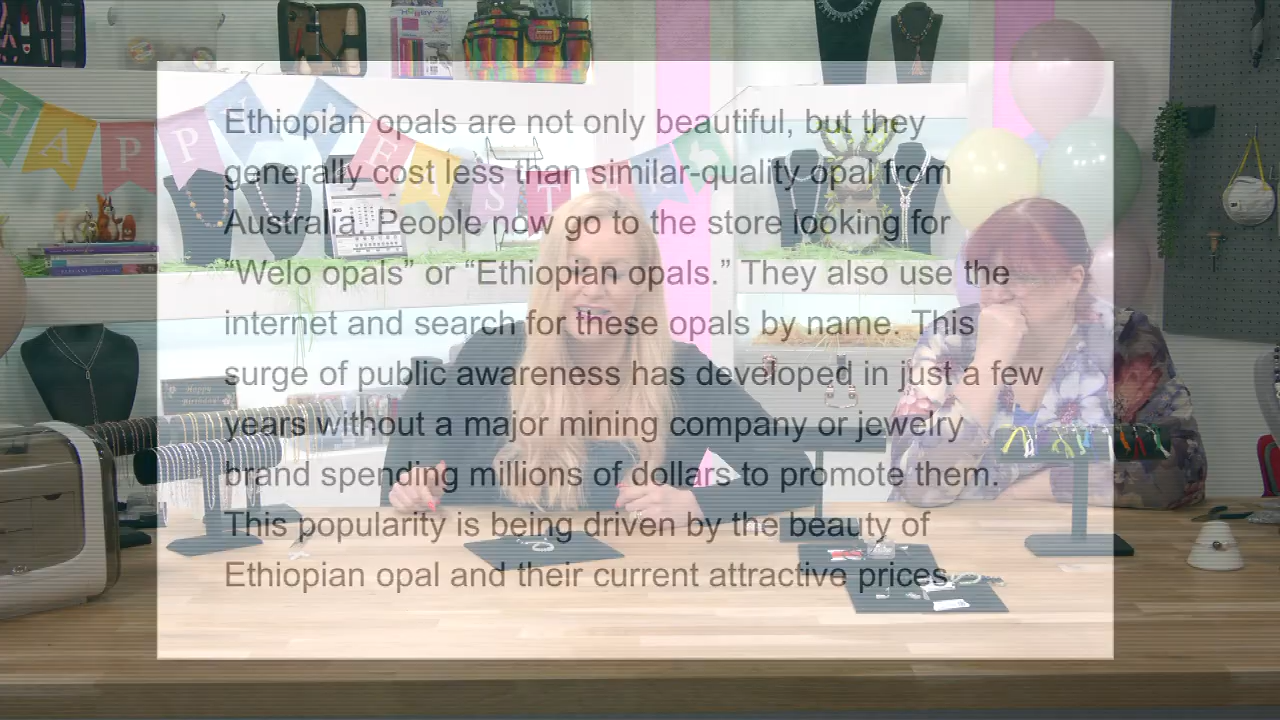 HAPPY
EASTER
Ethiopian opals are not only beautiful, but they
generally cost less than similar-quality opal from
Australia. People now go to the store looking for
“Welo opals” or “Ethiopian opals.” They also use the
internet and search for these opals by name. This
surge of public awareness has developed in just a few
years without a major mining company or jewelry
brand spending millions of dollars to promote them.
This popularity is being driven by the beauty of
Ethiopian opal and their current attractive prices
Happy
Birthday